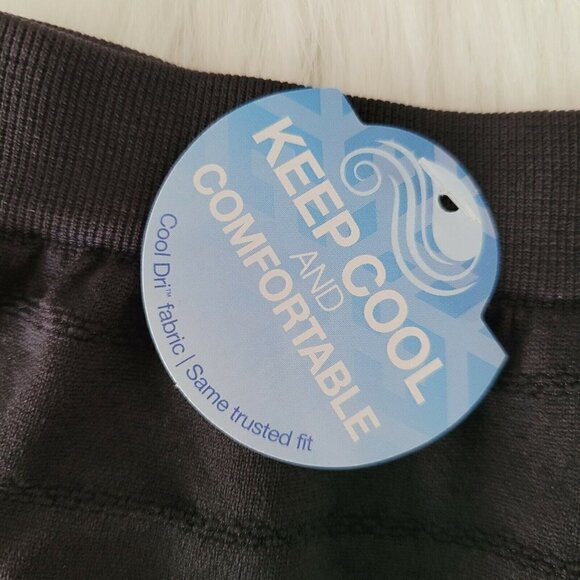 KEEP COOL
AND
COMFORTABLE
Cool Dri™ fabric | Same trusted fit